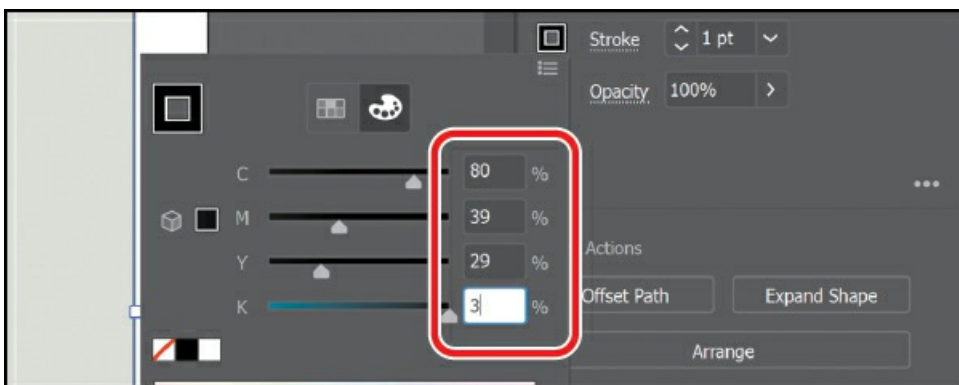 Stroke 1 pt
Opacity 100%
C 80 %
M 39 %
Y 29 %
K 3 %
Actions
Offset Path Expand Shape
Arrange